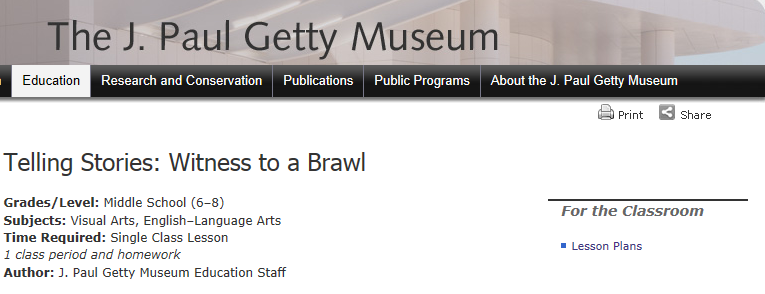 The J. Paul Getty Museum
Education Research and Conservation Publications Public Programs About the J. Paul Getty Museum
Print Share
Telling Stories: Witness to a Brawl
Grades/Level: Middle School (6–8)
Subjects: Visual Arts, English–Language Arts
Time Required: Single Class Lesson
1 class period and homework
Author: J. Paul Getty Museum Education Staff
For the Classroom
Lesson Plans